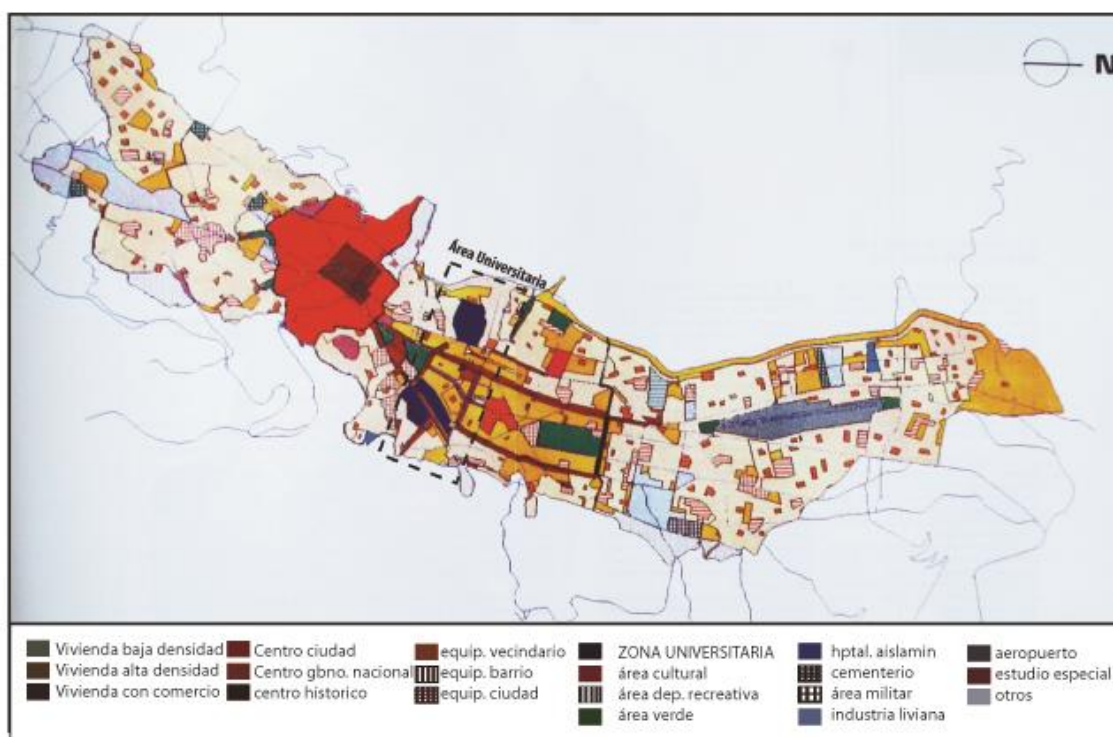 N
Área Universitaria
Vivienda baja densidad
Vivienda alta densidad
Vivienda con comercio
Centro ciudad
Centro gbno. nacional
centro historico
equip. vecindario
equip. barrio
equip. ciudad
ZONA UNIVERSITARIA
área cultural
área dep. recreativa
área verde
hptal. aislamin
cementerio
área militar
industria liviana
aeropuerto
estudio especial
otros